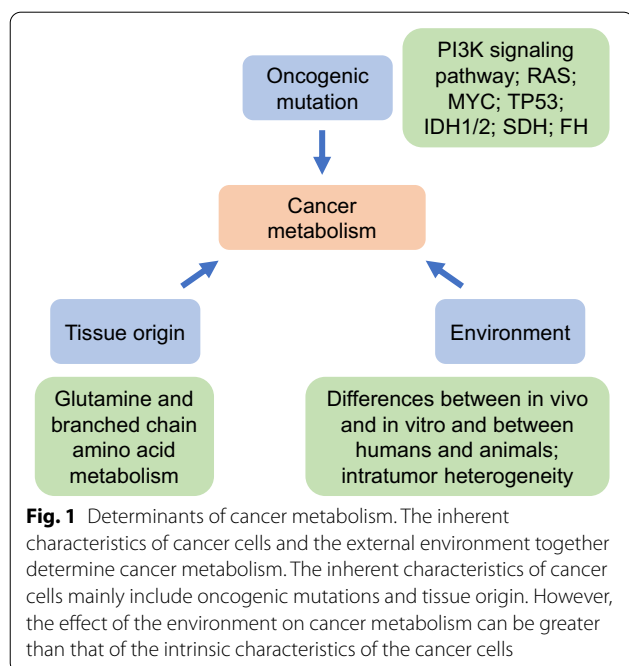 Oncogenic
mutation
PI3K signaling
pathway; RAS;
MYC; TP53;
IDH1/2; SDH; FH
Cancer
metabolism
Tissue origin
Environment
Glutamine and
branched chain
amino acid
metabolism
Differences between in vivo
and in vitro and between
humans and animals;
intratumor heterogeneity
Fig. 1 Determinants of cancer metabolism. The inherent
characteristics of cancer cells and the external environment together
determine cancer metabolism. The inherent characteristics of cancer
cells mainly include oncogenic mutations and tissue origin. However,
the effect of the environment on cancer metabolism can be greater
than that of the intrinsic characteristics of the cancer cells